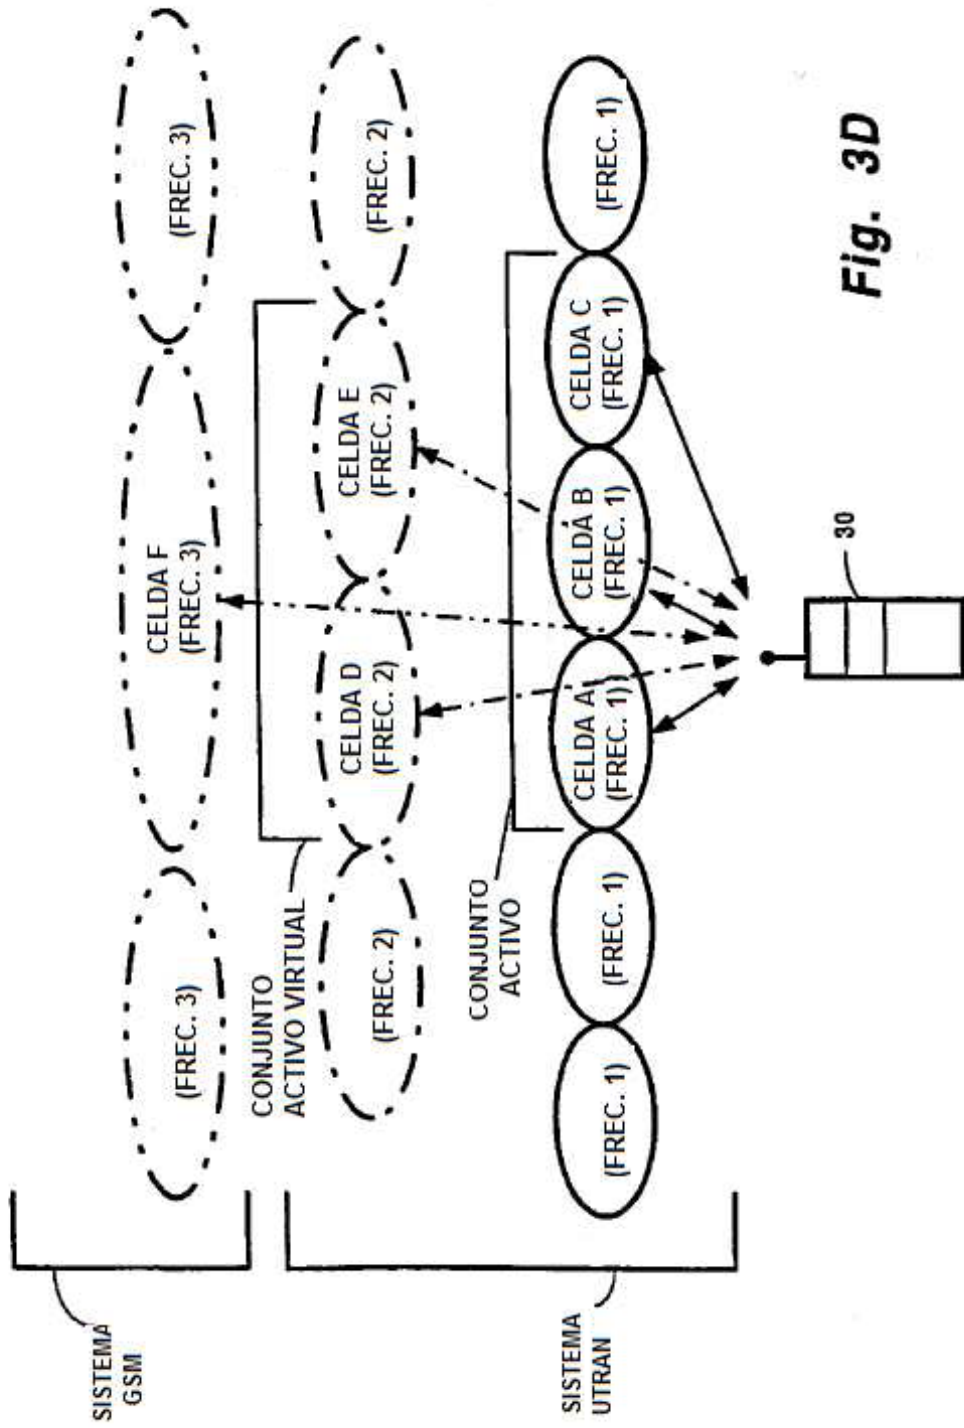 SISTEMA
GSM
(FREC. 3)
CELDA F
(FREC. 3)
(FREC. 3)
CONJUNTO
ACTIVO VIRTUAL
(FREC. 2)
CELDA D
(FREC. 2)
CELDA E
(FREC. 2)
(FREC. 2)
SISTEMA
UTRAN
CONJUNTO
ACTIVO
(FREC. 1)
(FREC. 1)
CELDA A
(FREC. 1)
CELDA B
(FREC. 1)
CELDA C
(FREC. 1)
(FREC. 1)
30
Fig. 3D